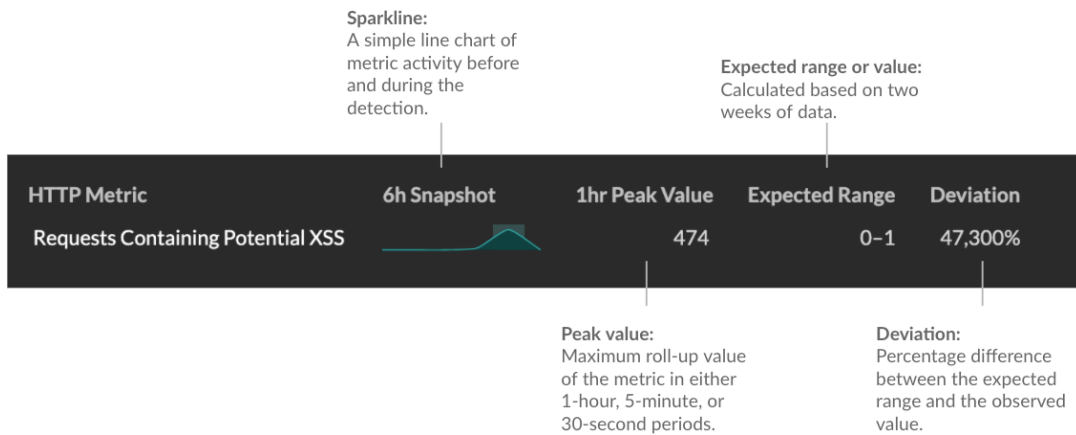 Sparkline:
A simple line chart of
metric activity before
and during the
detection.
Expected range or value:
Calculated based on two
weeks of data.
HTTP Metric 6h Snapshot 1hr Peak Value Expected Range Deviation
Requests Containing Potential XSS 474 0–1 47,300%
Peak value:
Maximum roll-up value
of the metric in either
1-hour, 5-minute, or
30-second periods.
Deviation:
Percentage difference
between the expected
range and the observed
value.